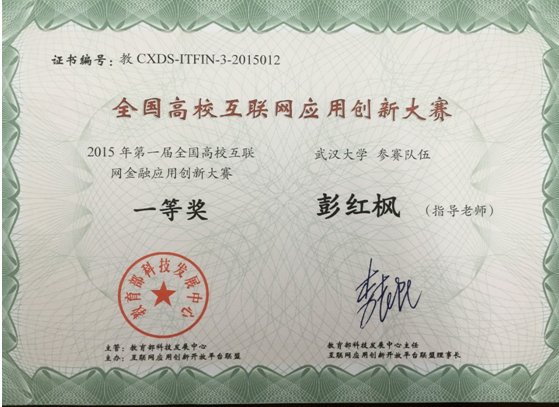 证书编号：教 CXDS-ITFIN-3-2015012
全国高校互联网应用创新大赛
2015 年第一届全国高校互联
网金融应用创新大赛
一等奖
武汉大学 参赛队伍
彭红枫（指导老师）
教育部科技发展中心
主管：教育部科技发展中心
主办：互联网应用创新开放平台联盟
教育部科技发展中心主任
互联网应用创新开放平台联盟理事长